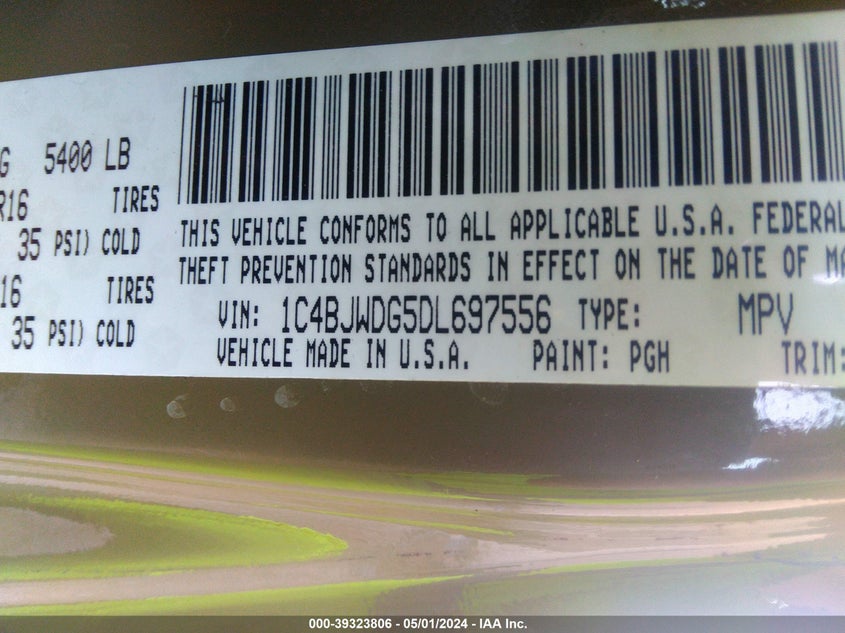 G 5400 LB
R16 TIRES
35 PSI) COLD
16 TIRES
35 PSI) COLD
THIS VEHICLE CONFORMS TO ALL APPLICABLE U.S.A. FEDERAL
THEFT PREVENTION STANDARDS IN EFFECT ON THE DATE OF MA
VIN: 1C4BJWDG5DL697556 TYPE: MPV
VEHICLE MADE IN U.S.A. PAINT: PGH TRIM:
000-39323806 - 05/01/2024 - IAA Inc.